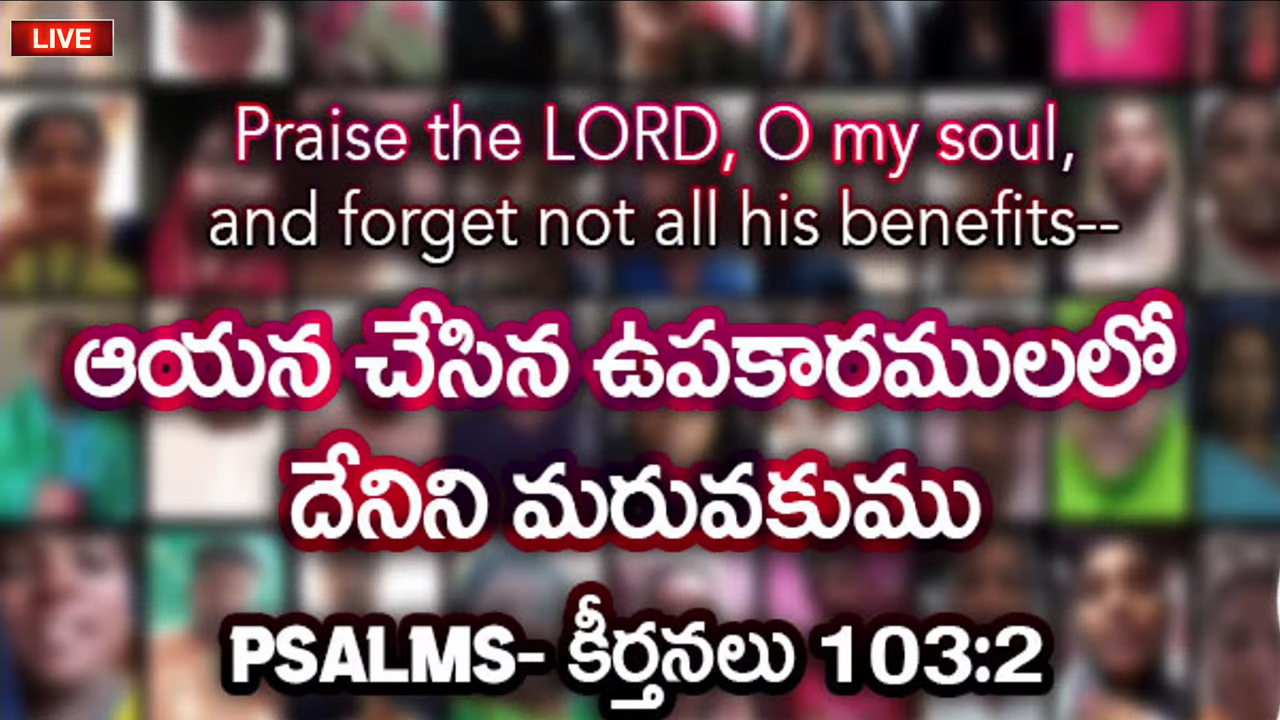 LIVE
Praise the LORD, O my soul,
and forget not all his benefits--
ఆయన చేసిన ఉపకారములలో
దేనిని మరువకుము
PSALMS- కీర్తనలు 103:2